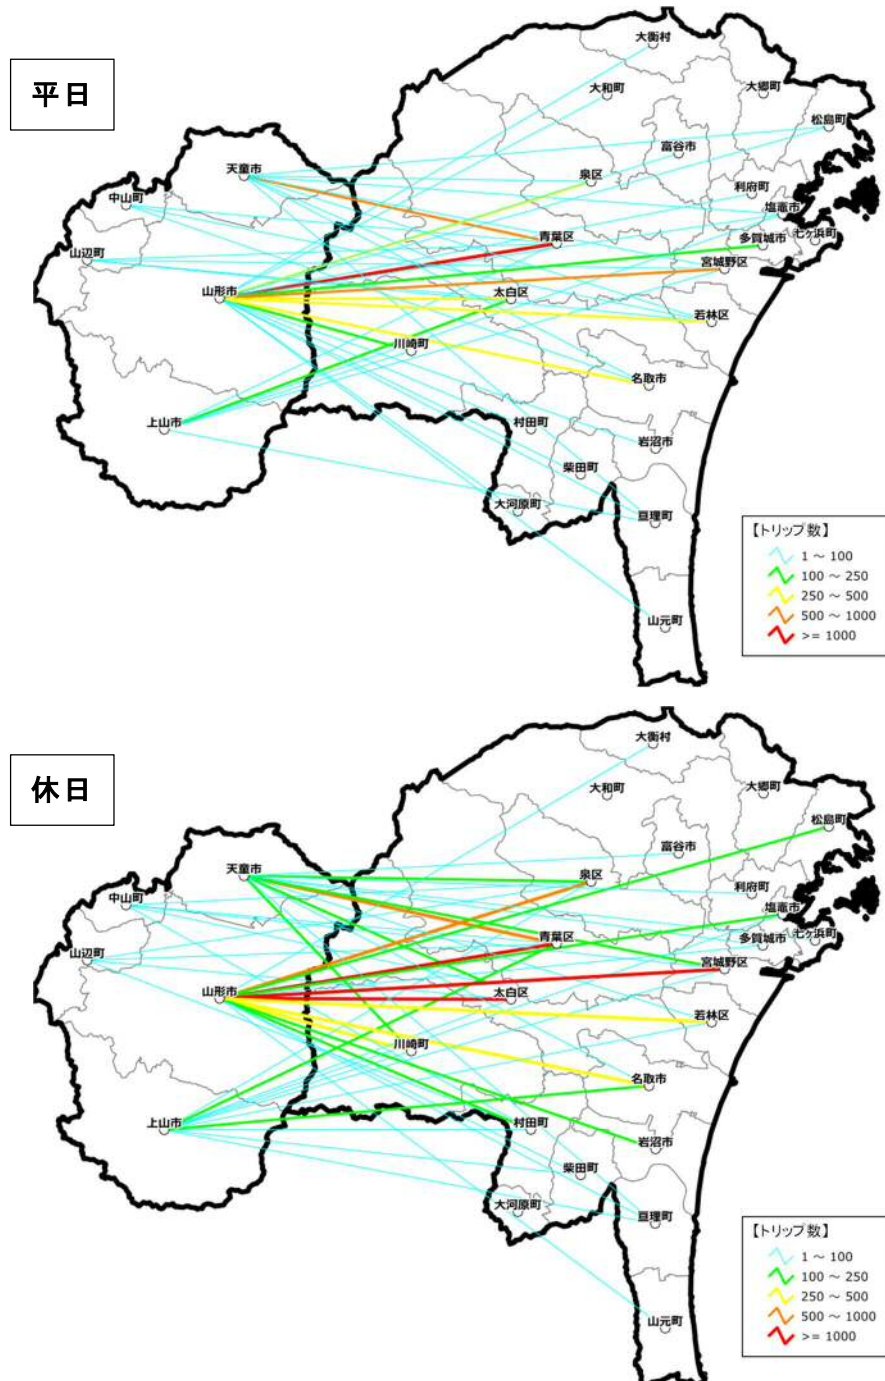 平日
大衡村
大和町
大郷町
松島町
富谷市
天童市
泉区
中山町
利府町
塩竈市
青葉区
多賀城市
七ヶ浜町
山辺町
宮城野区
山形市
太白区
若林区
川崎町
名取市
上山市
村田町
岩沼市
柴田町
大河原町
亘理町
山元町
【トリップ数】
1 ～ 100
100 ～ 250
250 ～ 500
500 ～ 1000
>= 1000
休日
大衡村
大和町
大郷町
松島町
富谷市
天童市
泉区
中山町
利府町
塩竈市
青葉区
多賀城市
七ヶ浜町
山辺町
宮城野区
山形市
太白区
若林区
川崎町
名取市
上山市
村田町
岩沼市
柴田町
大河原町
亘理町
山元町
【トリップ数】
1 ～ 100
100 ～ 250
250 ～ 500
500 ～ 1000
>= 1000